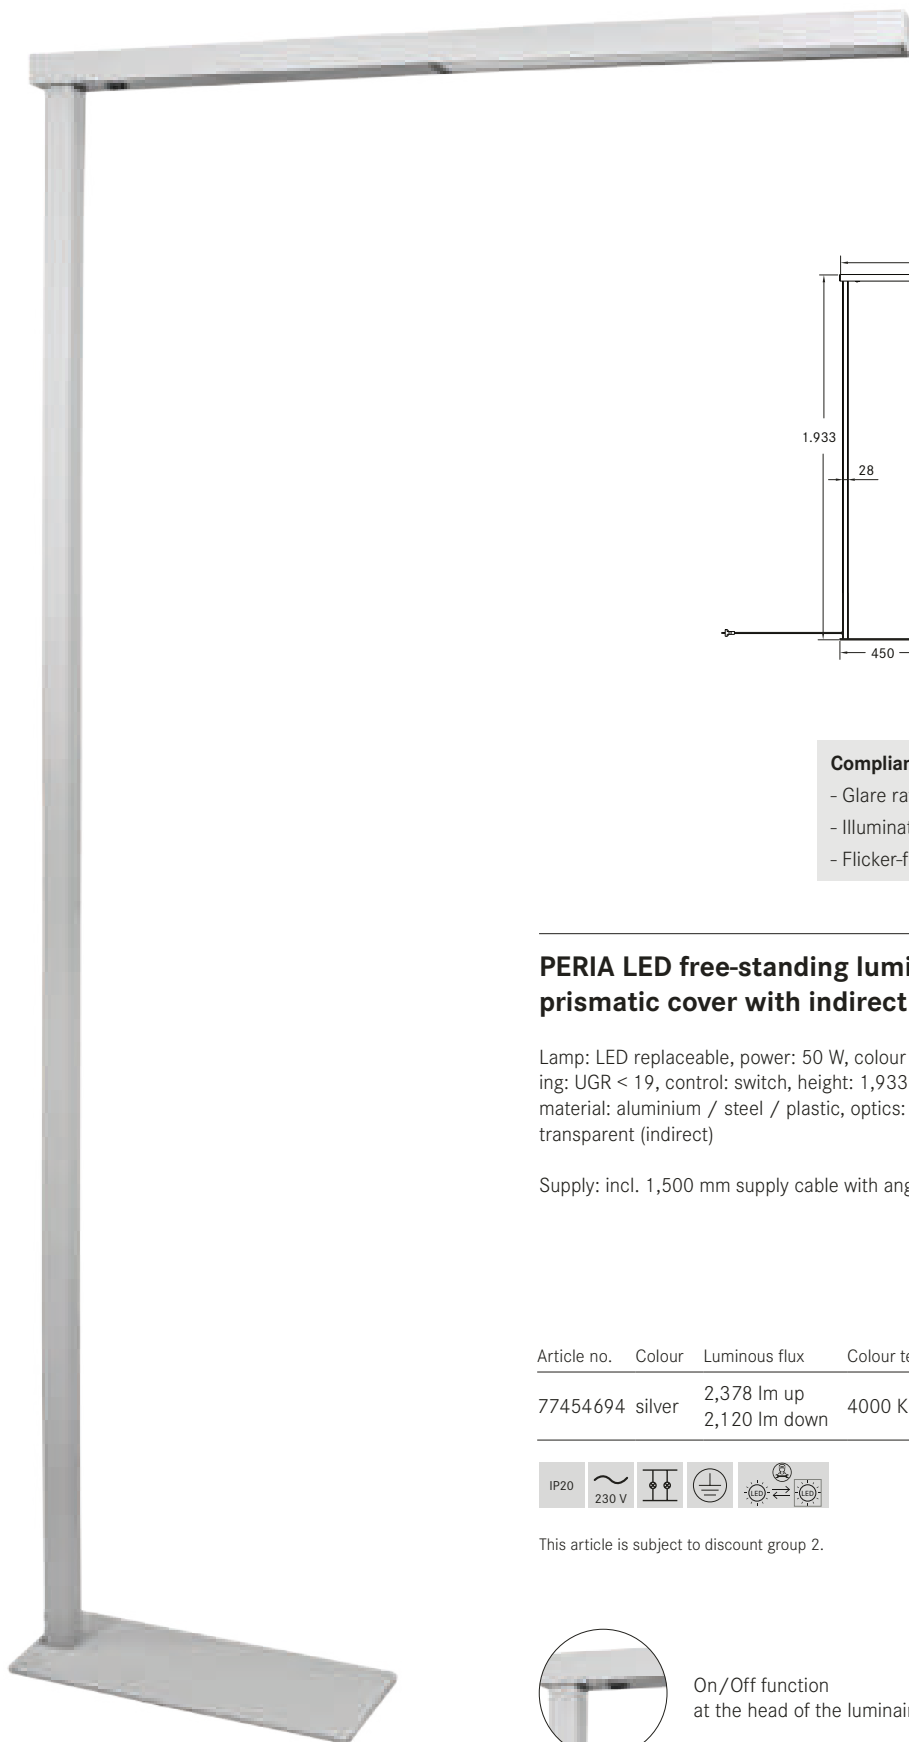 1.933
28
450
Complian
- Glare ra
- Illuminat
- Flicker-f
PERIA LED free-standing lumi
prismatic cover with indirect
Lamp: LED replaceable, power: 50 W, colour
ing: UGR < 19, control: switch, height: 1,933
material: aluminium / steel / plastic, optics:
transparent (indirect)
Supply: incl. 1,500 mm supply cable with ang
Article no. Colour Luminous flux Colour te
77454694 silver 2,378 lm up 4000 K
2,120 lm down
IP20
230 V
LED LED
This article is subject to discount group 2.
On/Off function
at the head of the luminair